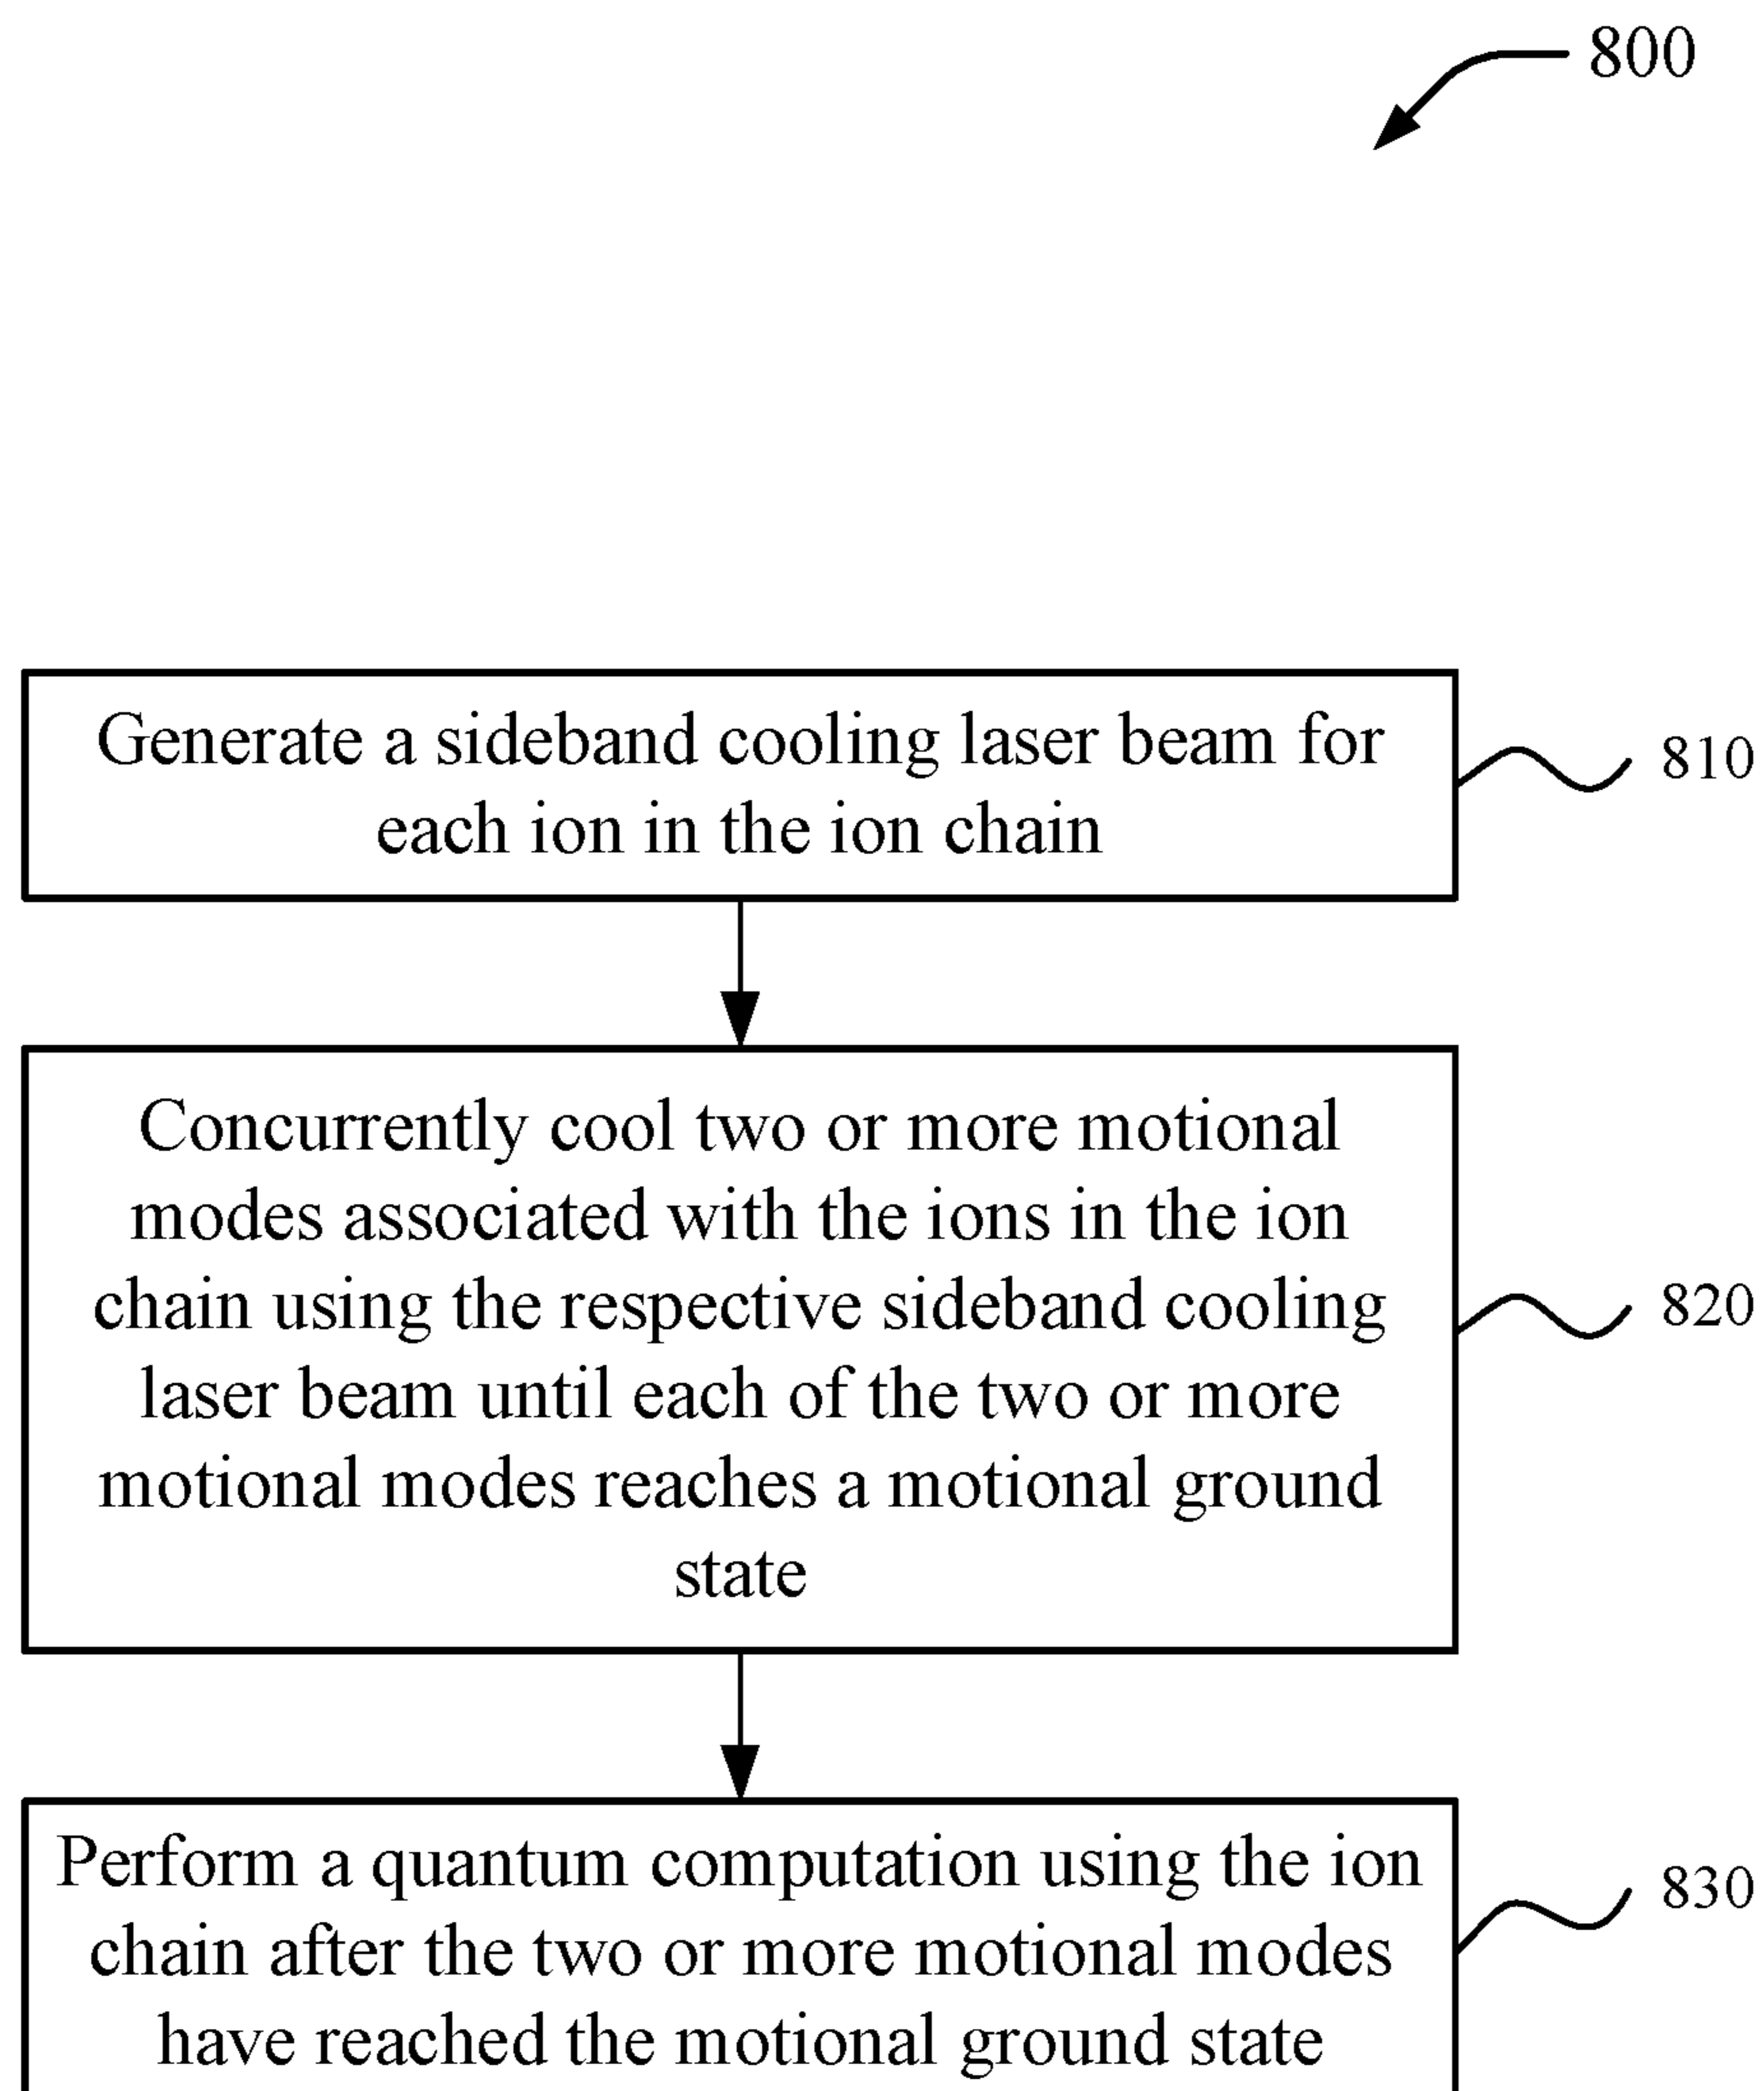 800
Generate a sideband cooling laser beam for
each ion in the ion chain
810
Concurrently cool two or more motional
modes associated with the ions in the ion
chain using the respective sideband cooling
laser beam until each of the two or more
motional modes reaches a motional ground
state
820
Perform a quantum computation using the ion
chain after the two or more motional modes
have reached the motional ground state
830